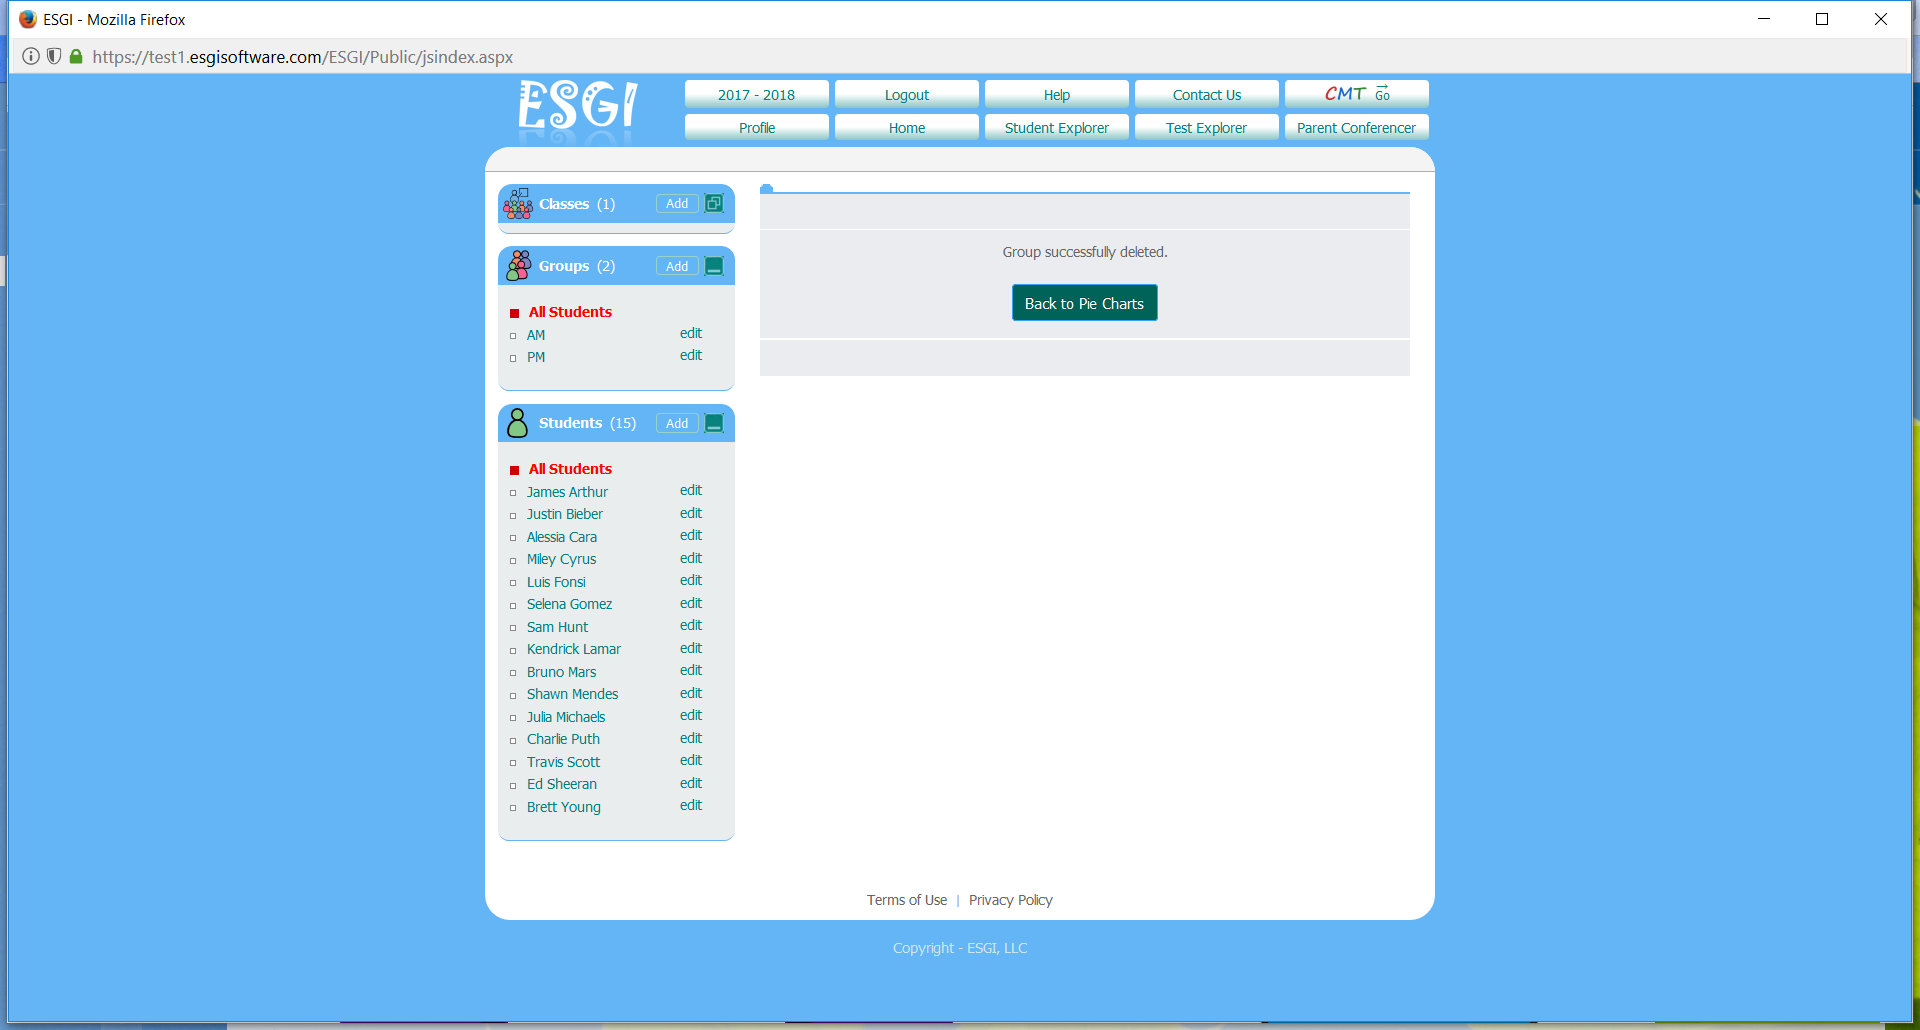 ESGI - Mozilla Firefox
https://test1.esgisoftware.com/ESGI/Public/jsindex.aspx
ESGI
2017 - 2018 Logout Help Contact Us CMT Go
Profile Home Student Explorer Test Explorer Parent Conferencer
Classes (1) Add
Groups (2) Add
All Students
AM edit
PM edit
Students (15) Add
All Students
James Arthur edit
Justin Bieber edit
Alessia Cara edit
Miley Cyrus edit
Luis Fonsi edit
Selena Gomez edit
Sam Hunt edit
Kendrick Lamar edit
Bruno Mars edit
Shawn Mendes edit
Julia Michaels edit
Charlie Puth edit
Travis Scott edit
Ed Sheeran edit
Brett Young edit
Group successfully deleted.
Back to Pie Charts
Terms of Use | Privacy Policy
Copyright - ESGI, LLC